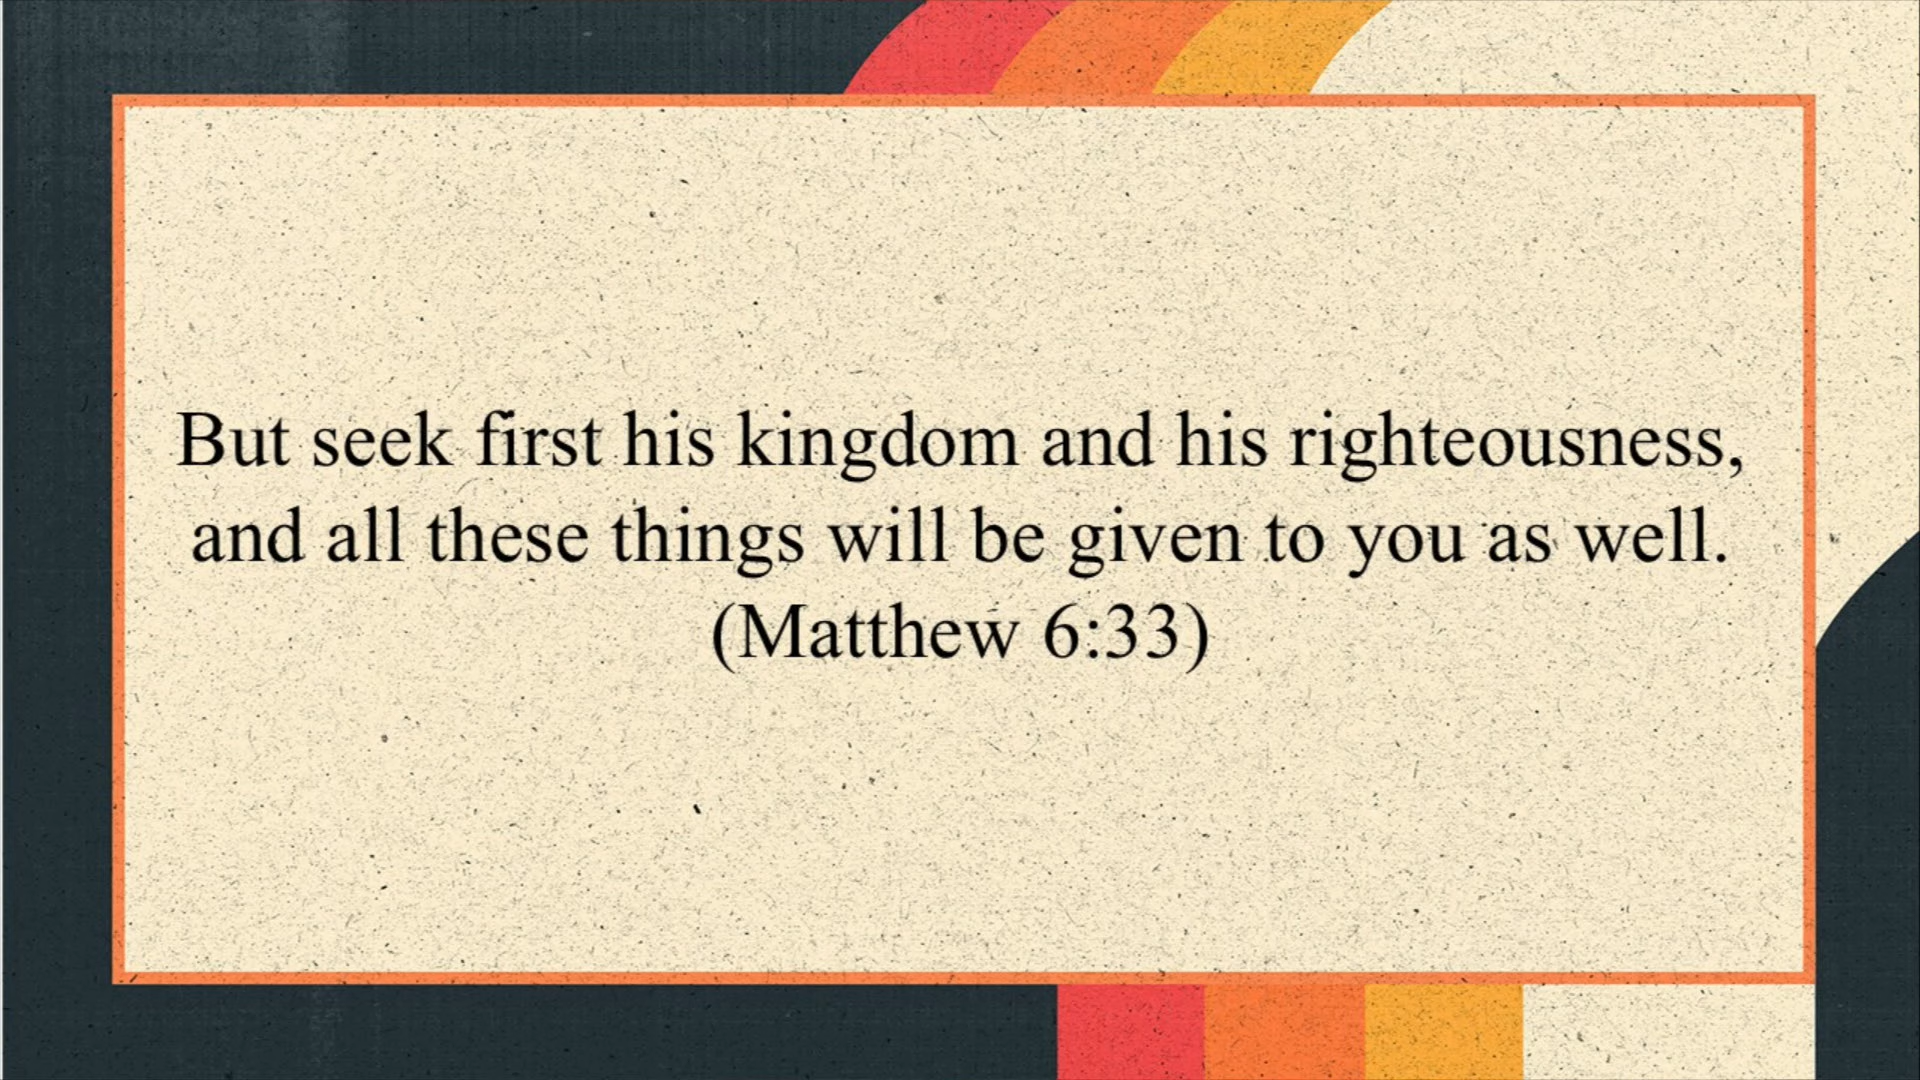 But seek first his kingdom and his righteousness,
and all these things will be given to you as well.
(Matthew 6:33)